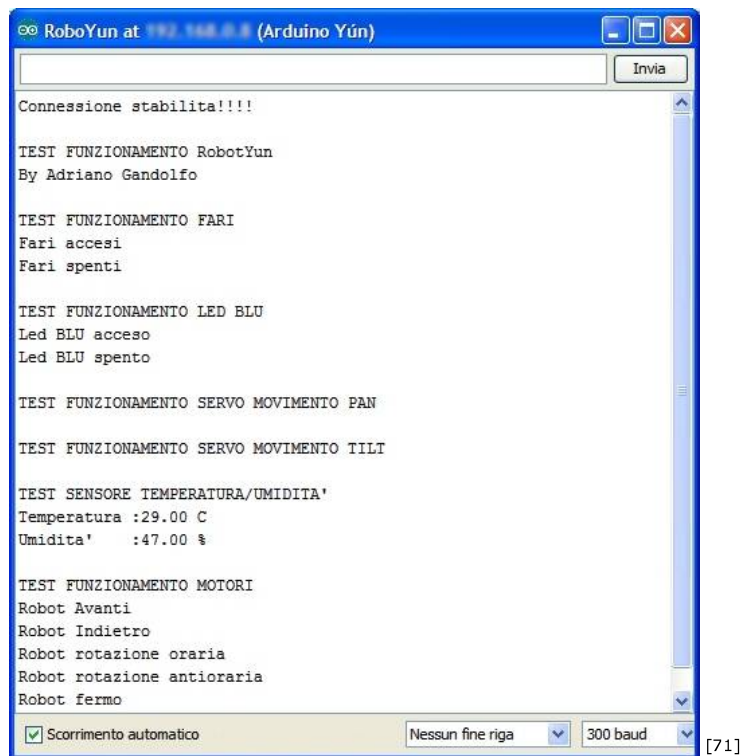 RoboYun at (Arduino Yún)
Invia
Connessione stabilita!!!!
TEST FUNZIONAMENTO RobotYun
By Adriano Gandolfo
TEST FUNZIONAMENTO FARI
Fari accesi
Fari spenti
TEST FUNZIONAMENTO LED BLU
Led BLU acceso
Led BLU spento
TEST FUNZIONAMENTO SERVO MOVIMENTO PAN
TEST FUNZIONAMENTO SERVO MOVIMENTO TILT
TEST SENSORE TEMPERATURA/UMIDITA'
Temperatura :29.00 C
Umidita'    :47.00 %
TEST FUNZIONAMENTO MOTORI
Robot Avanti
Robot Indietro
Robot rotazione oraria
Robot rotazione antioraria
Robot fermo
Scorrimento automatico Nessun fine riga 300 baud
[71]